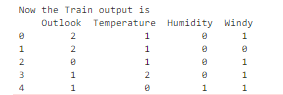 Now the Train output is
Outlook Temperature Humidity Windy
0 2 1 0 1
1 2 1 0 0
2 0 1 0 1
3 1 2 0 1
4 1 0 1 1